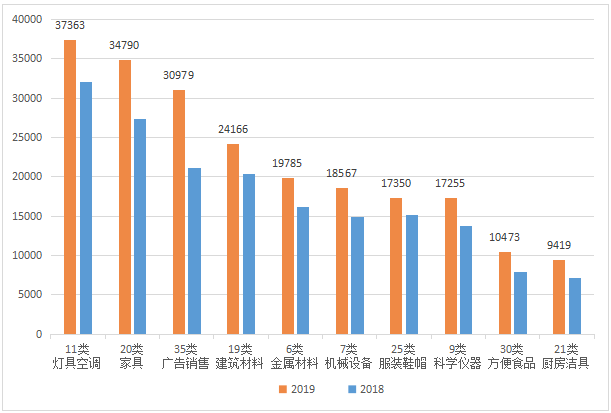 40000
35000
30000
25000
20000
15000
10000
5000
0
37363
34790
30979
24166
19785
18567
17350
17255
10473
9419
11类
灯具空调
20类
家具
35类
广告销售
19类
建筑材料
6类
金属材料
7类
机械设备
25类
服装鞋帽
9类
科学仪器
30类
方便食品
21类
厨房洁具
2019
2018